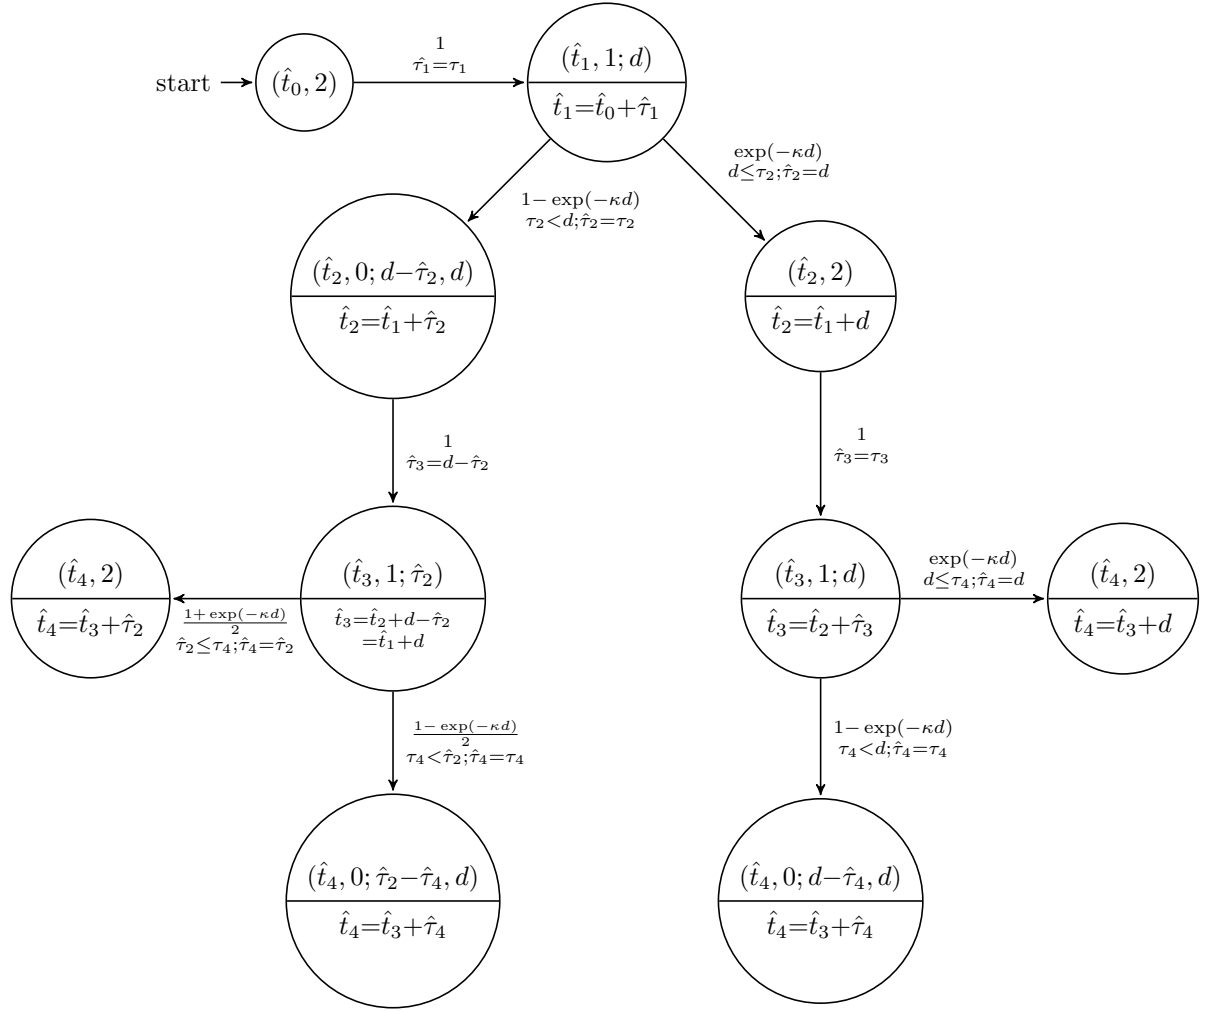 start
(t̂₀, 2)
1
τ̂₁=τ₁
(t̂₁, 1; d)
t̂₁=t̂₀+τ̂₁
1−exp(−κd)
τ₂<d;τ̂₂=τ₂
exp(−κd)
d≤τ₂;τ̂₂=d
(t̂₂, 0; d−τ̂₂, d)
t̂₂=t̂₁+τ̂₂
(t̂₂, 2)
t̂₂=t̂₁+d
1
τ̂₃=d−τ̂₂
1
τ̂₃=τ₃
(t̂₄, 2)
t̂₄=t̂₃+τ̂₂
1+exp(−κd)
2
τ̂₂≤τ₄;τ̂₄=τ̂₂
(t̂₃, 1; τ̂₂)
t̂₃=t̂₂+d−τ̂₂
=t̂₁+d
(t̂₃, 1; d)
t̂₃=t̂₂+τ̂₃
exp(−κd)
d≤τ₄;τ̂₄=d
(t̂₄, 2)
t̂₄=t̂₃+d
1−exp(−κd)
2
τ₄<τ̂₂;τ̂₄=τ₄
1−exp(−κd)
τ₄<d;τ̂₄=τ₄
(t̂₄, 0; τ̂₂−τ̂₄, d)
t̂₄=t̂₃+τ̂₄
(t̂₄, 0; d−τ̂₄, d)
t̂₄=t̂₃+τ̂₄